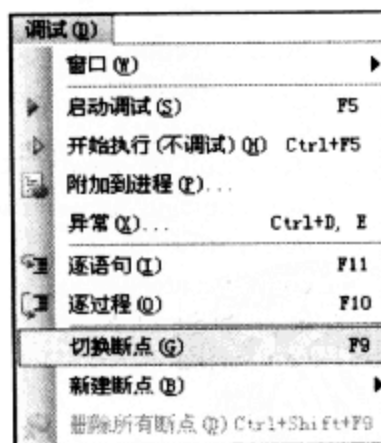 调试(D)
窗口(W)
启动调试(S) F5
开始执行(不调试)(H) Ctrl+F5
附加到进程(P)...
异常(X)... Ctrl+D, E
逐语句(I) F11
逐过程(O) F10
切换断点(G) F9
新建断点(B)
删除所有断点(D) Ctrl+Shift+F9